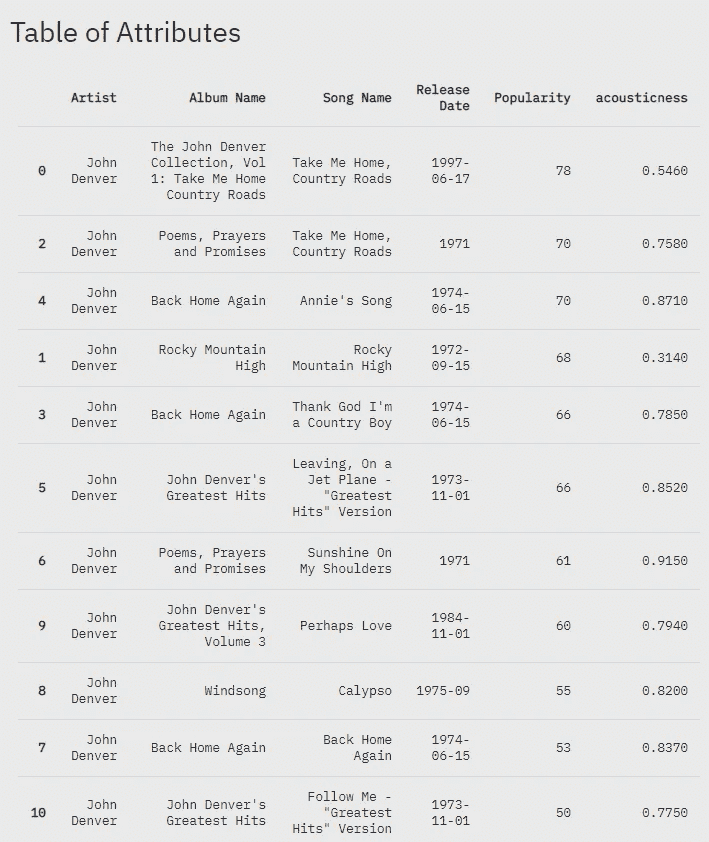 Table of Attributes
Artist Album Name Song Name Release Date Popularity acousticness
0 John Denver The John Denver Collection, Vol 1: Take Me Home Country Roads Take Me Home, Country Roads 1997-06-17 78 0.5460
2 John Denver Poems, Prayers and Promises Take Me Home, Country Roads 1971 70 0.7580
4 John Denver Back Home Again Annie's Song 1974-06-15 70 0.8710
1 John Denver Rocky Mountain High Rocky Mountain High 1972-09-15 68 0.3140
3 John Denver Back Home Again Thank God I'm a Country Boy 1974-06-15 66 0.7850
5 John Denver John Denver's Greatest Hits Leaving, On a Jet Plane - "Greatest Hits" Version 1973-11-01 66 0.8520
6 John Denver Poems, Prayers and Promises Sunshine On My Shoulders 1971 61 0.9150
9 John Denver John Denver's Greatest Hits, Volume 3 Perhaps Love 1984-11-01 60 0.7940
8 John Denver Windsong Calypso 1975-09 55 0.8200
7 John Denver Back Home Again Back Home Again 1974-06-15 53 0.8370
10 John Denver John Denver's Greatest Hits Follow Me - "Greatest Hits" Version 1973-11-01 50 0.7750